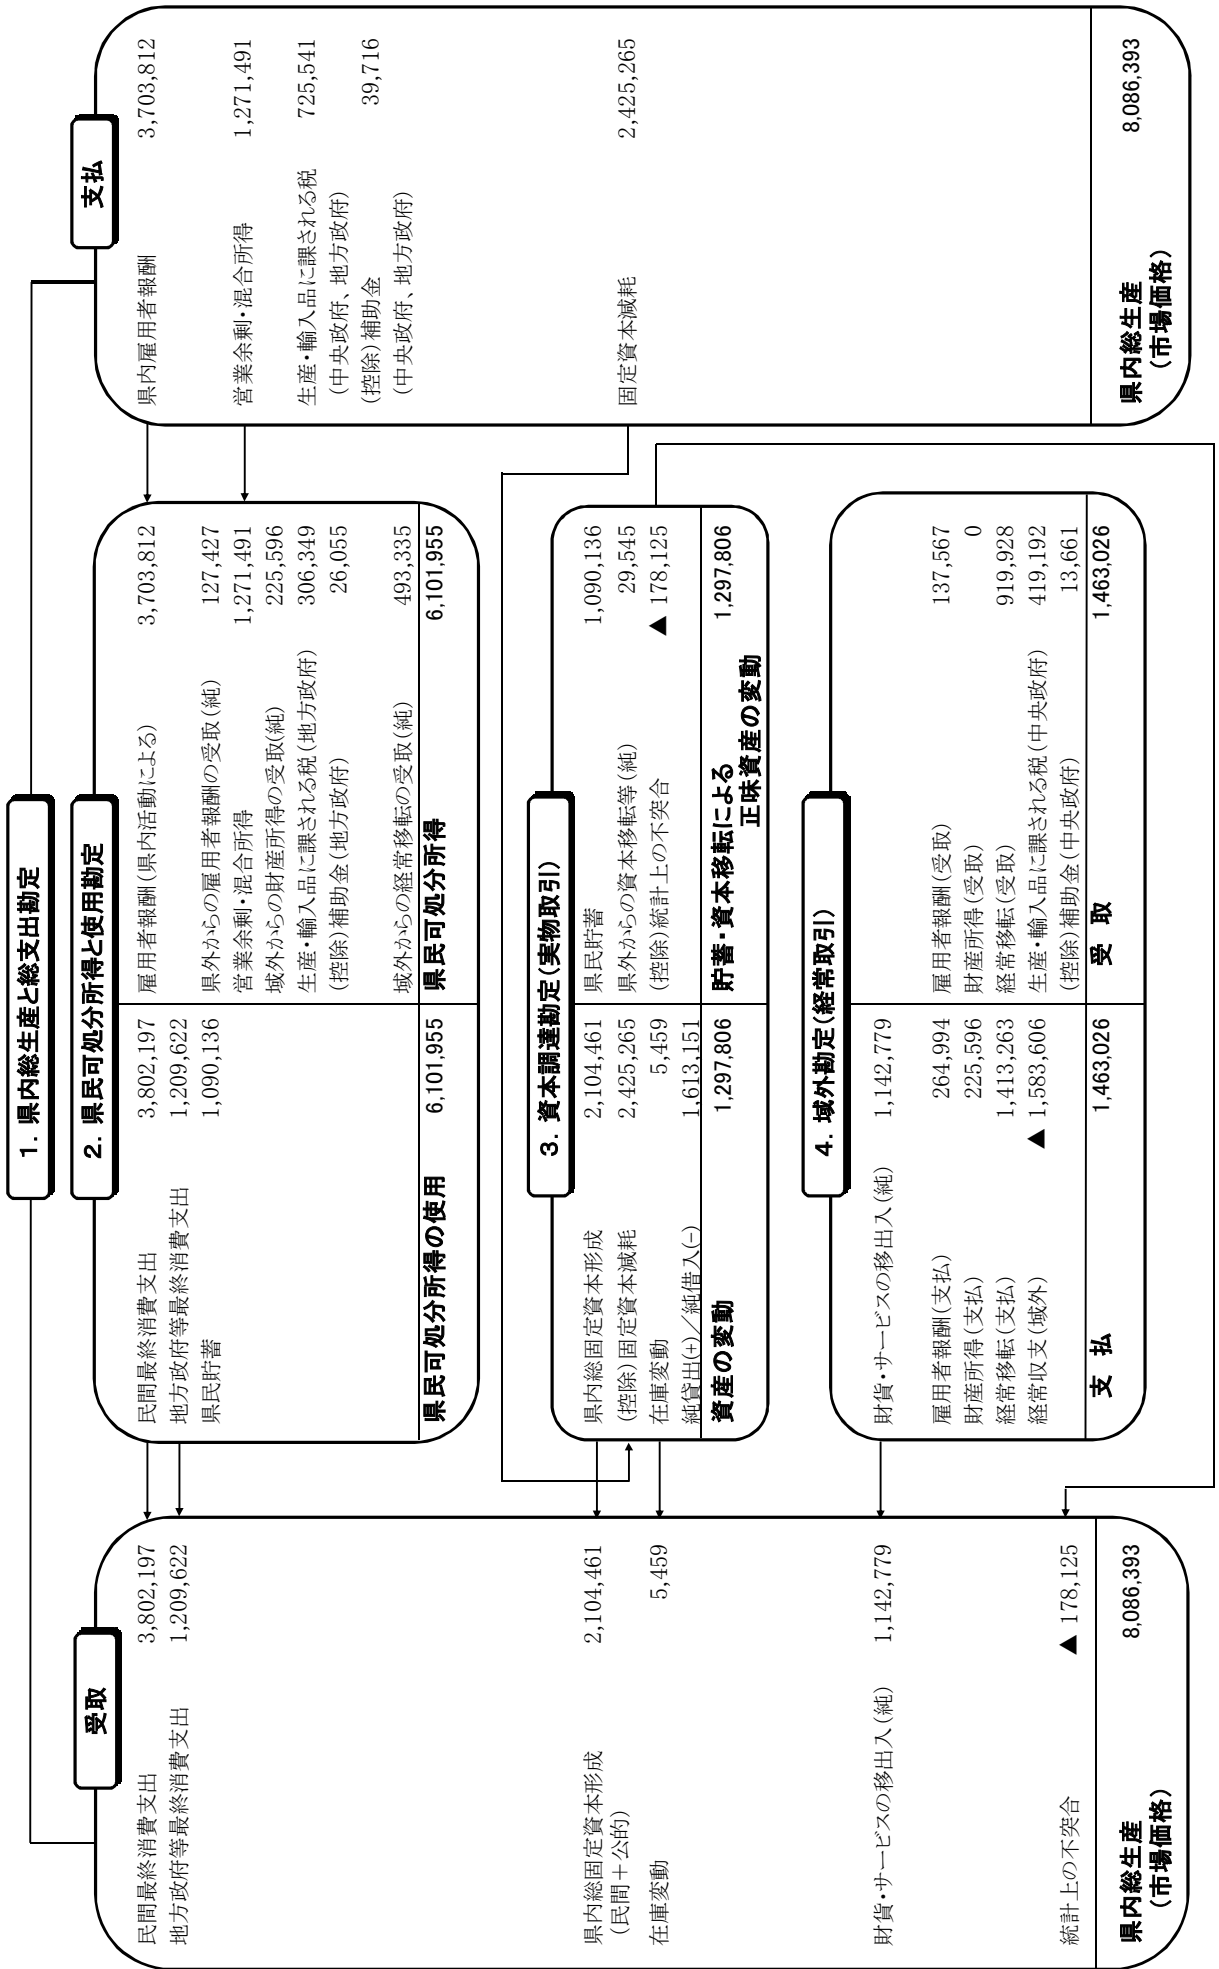 1. 県内総生産と総支出勘定
受取
民間最終消費支出 3,802,197
地方政府等最終消費支出 1,209,622
県内総固定資本形成 2,104,461
(民間＋公的)
在庫変動 5,459
財貨・サービスの移出入(純) 1,142,779
統計上の不突合 ▲ 178,125
県内総生産 8,086,393
(市場価格)
2. 県民可処分所得と使用勘定
民間最終消費支出 3,802,197
地方政府等最終消費支出 1,209,622
県民貯蓄 1,090,136
県民可処分所得の使用 6,101,955
雇用者報酬(県内活動による) 3,703,812
県外からの雇用者報酬の受取(純) 127,427
営業余剰・混合所得 1,271,491
域外からの財産所得の受取(純) 225,596
生産・輸入品に課される税(地方政府) 306,349
(控除)補助金(地方政府) 26,055
域外からの経常移転の受取(純) 493,335
県民可処分所得 6,101,955
3. 資本調達勘定(実物取引)
県内総固定資本形成 2,104,461
(控除)固定資本減耗 2,425,265
在庫変動 5,459
純貸出(+)／純借入(−) 1,613,151
資産の変動 1,297,806
県民貯蓄 1,090,136
県外からの資本移転等(純) 29,545
(控除)統計上の不突合 ▲ 178,125
貯蓄・資本移転による 1,297,806
正味資産の変動
4. 域外勘定(経常取引)
財貨・サービスの移出入(純) 1,142,779
雇用者報酬(支払) 264,994
財産所得(支払) 225,596
経常移転(支払) 1,413,263
経常収支(域外) ▲ 1,583,606
支 払 1,463,026
雇用者報酬(受取) 137,567
財産所得(受取) 0
経常移転(受取) 919,928
生産・輸入品に課される税(中央政府) 419,192
(控除)補助金(中央政府) 13,661
受 取 1,463,026
支払
県内雇用者報酬 3,703,812
営業余剰・混合所得 1,271,491
生産・輸入品に課される税 725,541
(中央政府、地方政府)
(控除)補助金 39,716
(中央政府、地方政府)
固定資本減耗 2,425,265
県内総生産 8,086,393
(市場価格)